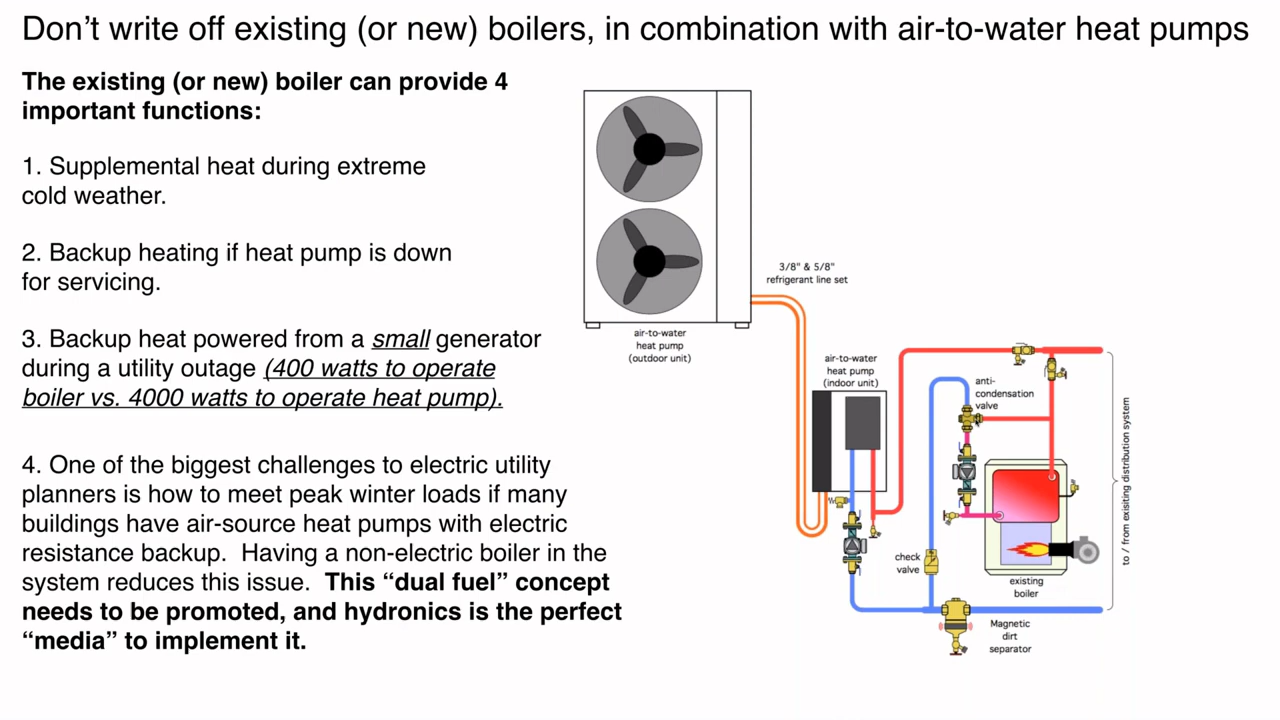 Don't write off existing (or new) boilers, in combination with air-to-water heat pumps
The existing (or new) boiler can provide 4
important functions:
1. Supplemental heat during extreme
cold weather.
2. Backup heating if heat pump is down
for servicing.
3. Backup heat powered from a small generator
during a utility outage (400 watts to operate
boiler vs. 4000 watts to operate heat pump).
4. One of the biggest challenges to electric utility
planners is how to meet peak winter loads if many
buildings have air-source heat pumps with electric
resistance backup.  Having a non-electric boiler in the
system reduces this issue.  This “dual fuel” concept
needs to be promoted, and hydronics is the perfect
“media” to implement it.
3/8" & 5/8"
refrigerant line set
air-to-water
heat pump
(outdoor unit)
air-to-water
heat pump
(indoor unit)
anti-
condensation
valve
check
valve
existing
boiler
Magnetic
dirt
separator
to / from exisiting distribution system